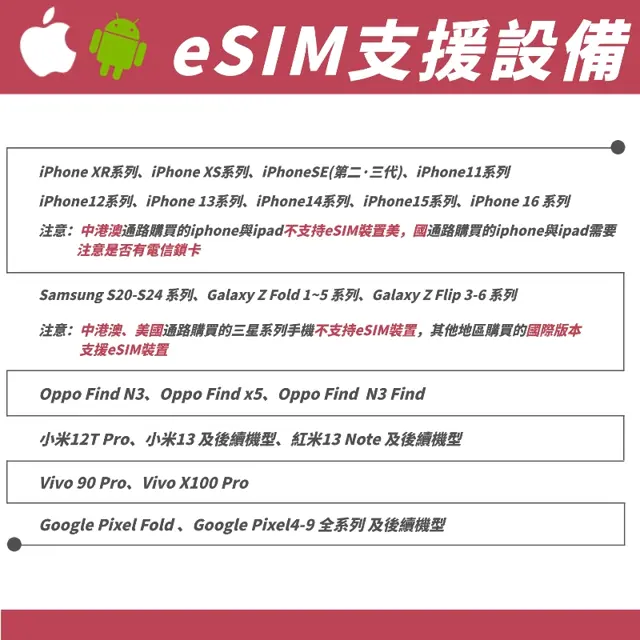 eSIM支援設備
iPhone XR系列、iPhone XS系列、iPhoneSE(第二·三代)、iPhone11系列
iPhone12系列、iPhone 13系列、iPhone14系列、iPhone15系列、iPhone 16 系列
注意：中港澳通路購買的iphone與ipad不支持eSIM裝置美，國通路購買的iphone與ipad需要
注意是否有電信鎖卡
Samsung S20-S24 系列、Galaxy Z Fold 1~5 系列、Galaxy Z Flip 3-6 系列
注意：中港澳、美國通路購買的三星系列手機不支持eSIM裝置，其他地區購買的國際版本
支援eSIM裝置
Oppo Find N3、Oppo Find x5、Oppo Find N3 Find
小米12T Pro、小米13 及後續機型、紅米13 Note 及後續機型
Vivo 90 Pro、Vivo X100 Pro
Google Pixel Fold 、Google Pixel4-9 全系列 及後續機型